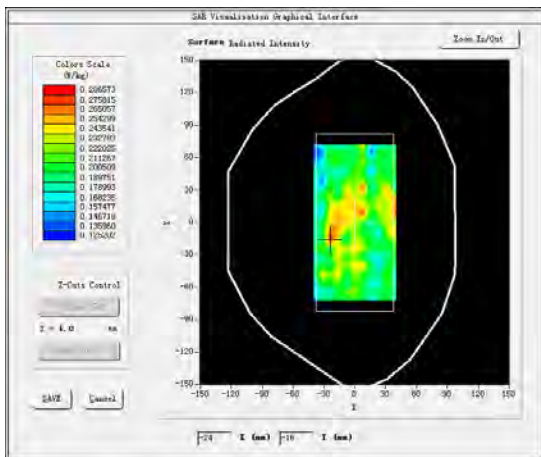 SAR Visualisation Graphical Interface
Surface Radiated Intensity
Zoom In/Out
Colors Scale
(W/kg)
0.286573
0.275815
0.265057
0.254299
0.243541
0.232783
0.222025
0.211267
0.200509
0.189751
0.178993
0.168235
0.157477
0.146718
0.135960
0.125202
150
120
90
60
30
0
-30
-60
-90
-120
-150
Y
-150 -120 -90 -60 -30 0 30 60 90 120 150
X
Z-Cuts Control
Z = 4.0 mm
SAVE Cancel
-24 X (mm) -16 Y (mm)